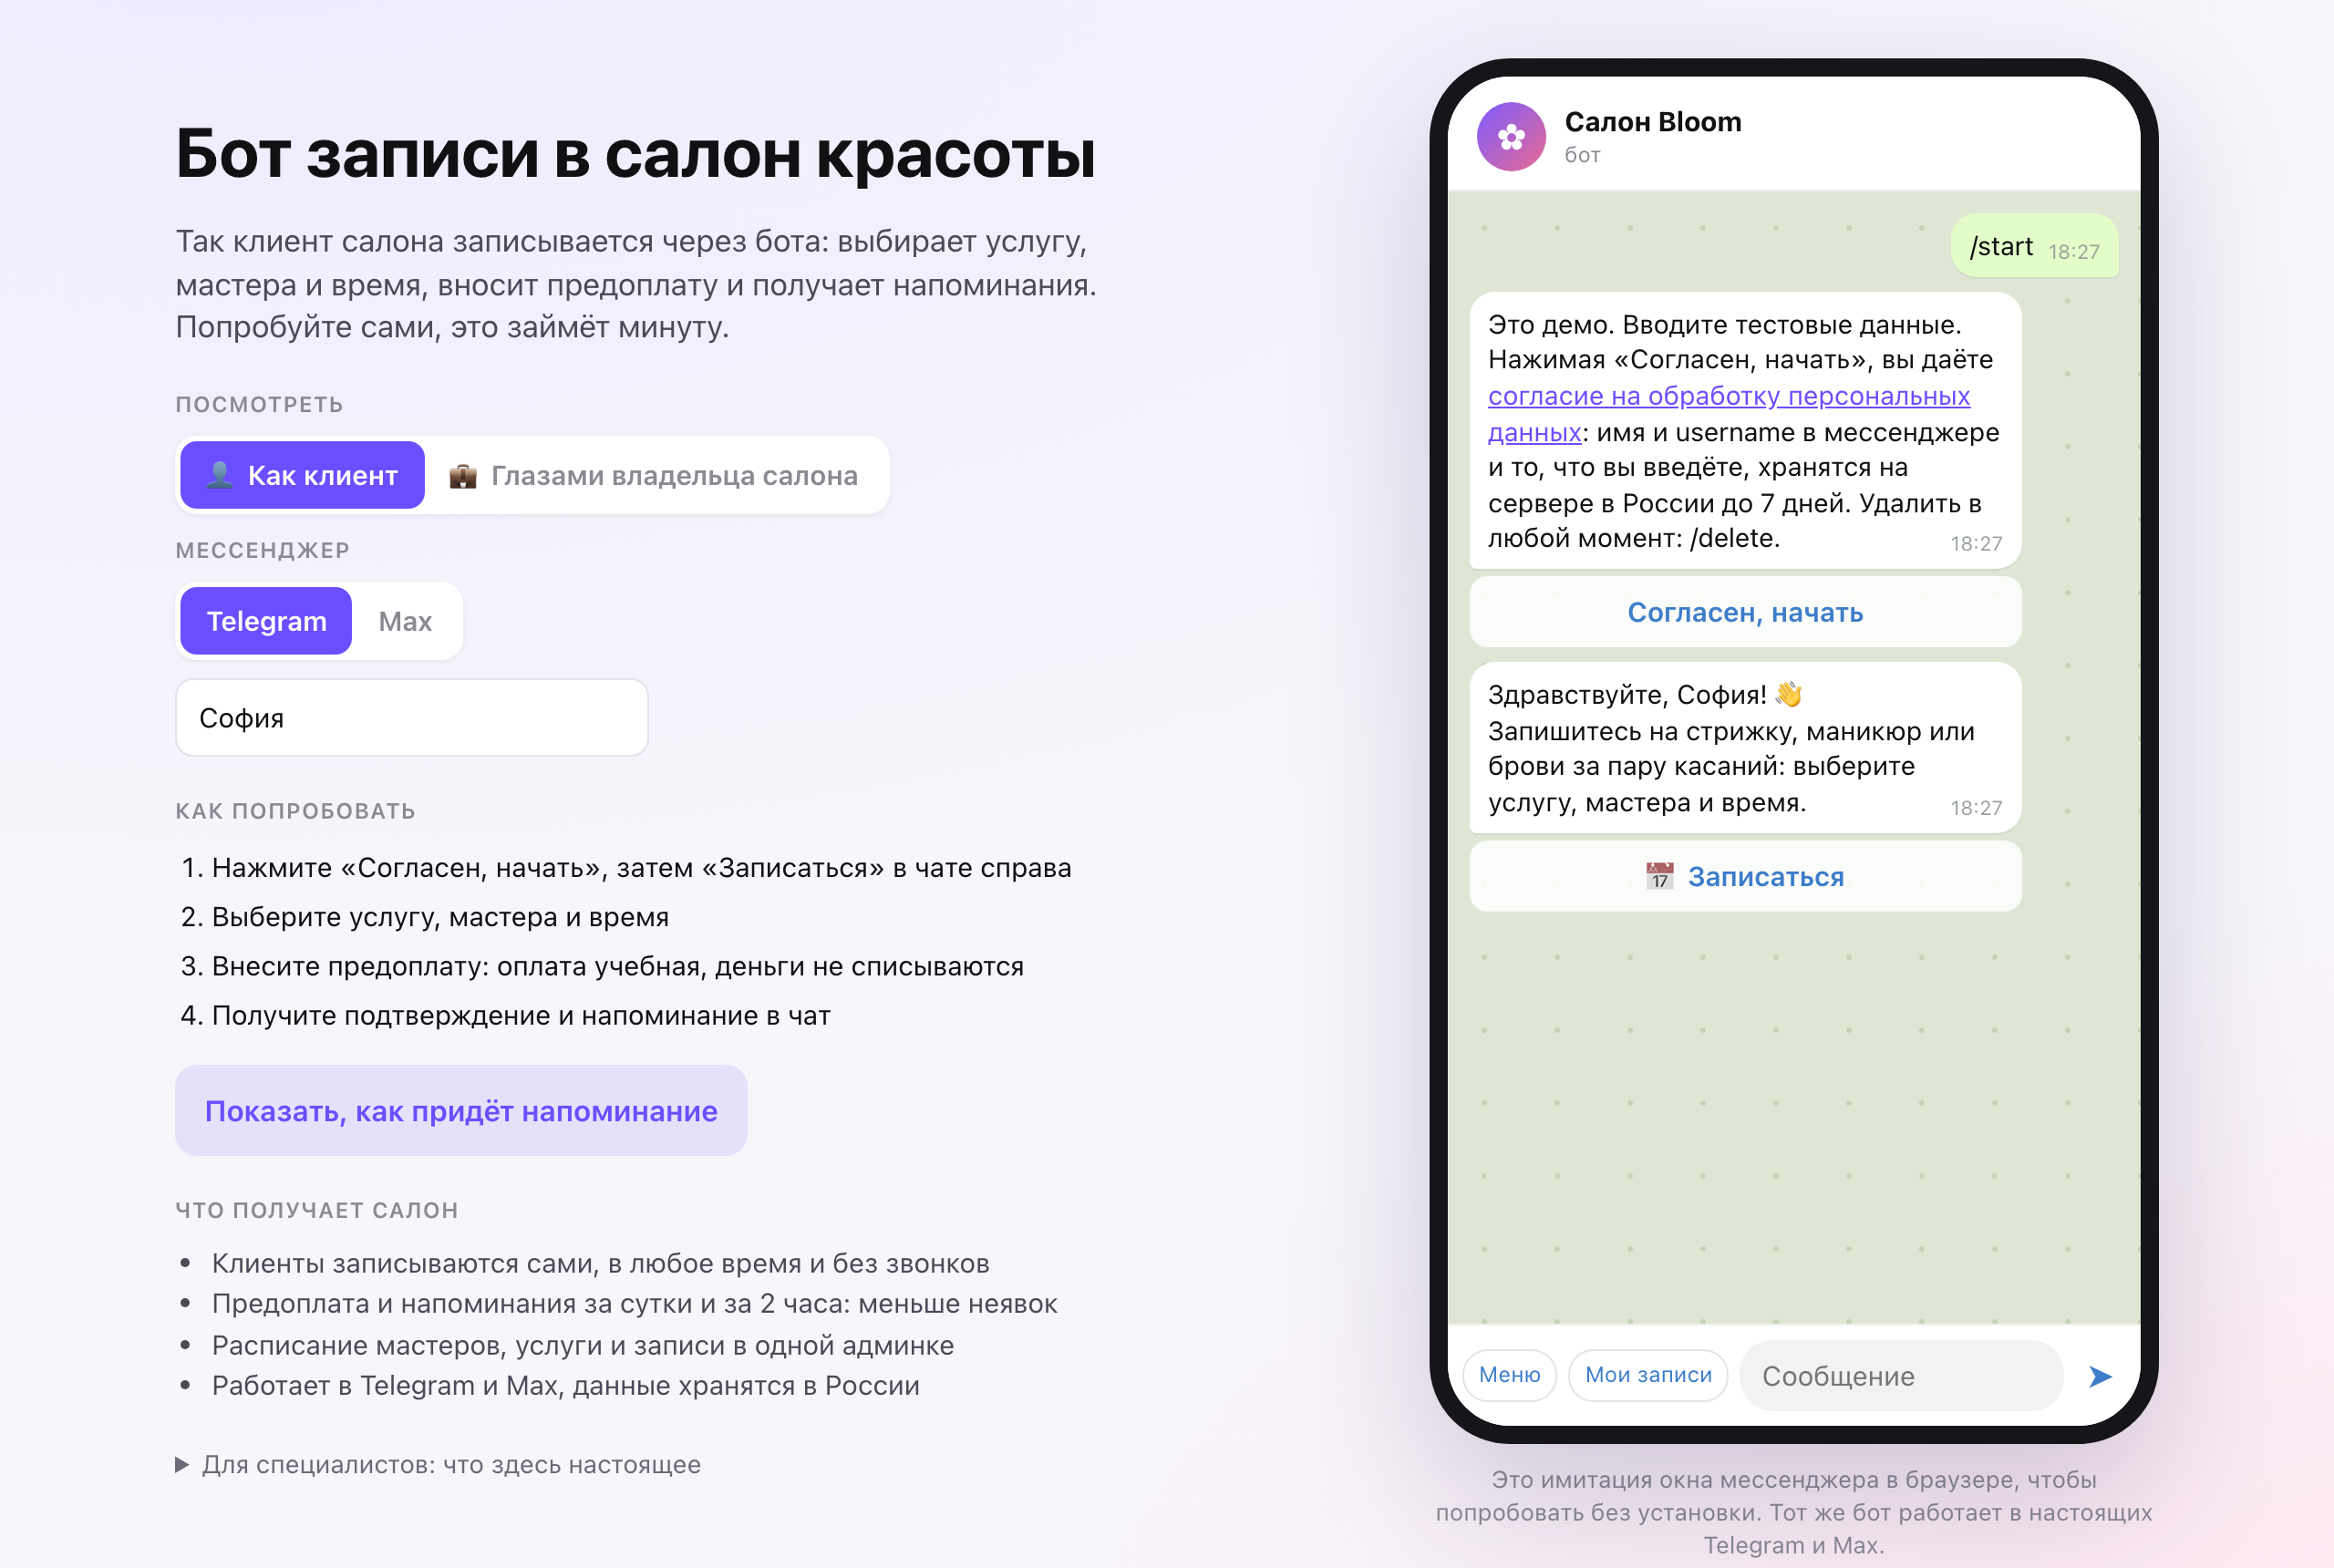 Бот записи в салон красоты
Так клиент салона записывается через бота: выбирает услугу,
мастера и время, вносит предоплату и получает напоминания.
Попробуйте сами, это займёт минуту.
ПОСМОТРЕТЬ
👤 Как клиент
💼 Глазами владельца салона
МЕССЕНДЖЕР
Telegram
Max
София
КАК ПОПРОБОВАТЬ
1. Нажмите «Согласен, начать», затем «Записаться» в чате справа
2. Выберите услугу, мастера и время
3. Внесите предоплату: оплата учебная, деньги не списываются
4. Получите подтверждение и напоминание в чат
Показать, как придёт напоминание
ЧТО ПОЛУЧАЕТ САЛОН
• Клиенты записываются сами, в любое время и без звонков
• Предоплата и напоминания за сутки и за 2 часа: меньше неявок
• Расписание мастеров, услуги и записи в одной админке
• Работает в Telegram и Max, данные хранятся в России
▶ Для специалистов: что здесь настоящее
Салон Bloom
бот
/start 18:27
Это демо. Вводите тестовые данные.
Нажимая «Согласен, начать», вы даёте
согласие на обработку персональных
данных: имя и username в мессенджере
и то, что вы введёте, хранятся на
сервере в России до 7 дней. Удалить в
любой момент: /delete. 18:27
Согласен, начать
Здравствуйте, София! 👋
Запишитесь на стрижку, маникюр или
брови за пару касаний: выберите
услугу, мастера и время. 18:27
📅 Записаться
Меню
Мои записи
Сообщение
Это имитация окна мессенджера в браузере, чтобы
попробовать без установки. Тот же бот работает в настоящих
Telegram и Max.